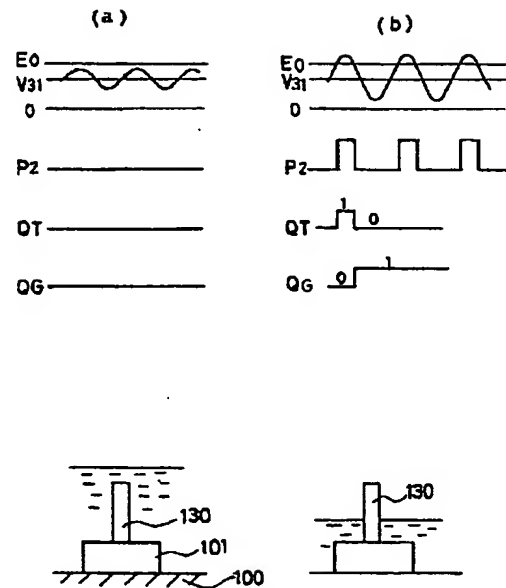 (a) (b)
E0 E0
V31 V31
0 0
P2 P2
QT QT 1 0
QG QG 0 1
130 130
101
100